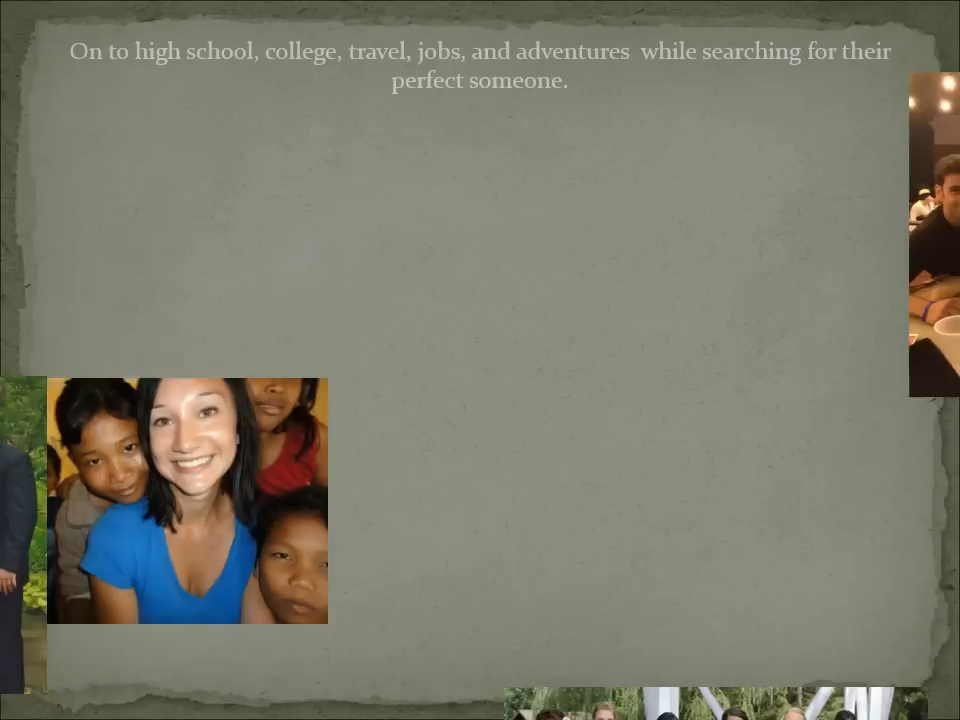 On to high school, college, travel, jobs, and adventures  while searching for their
perfect someone.